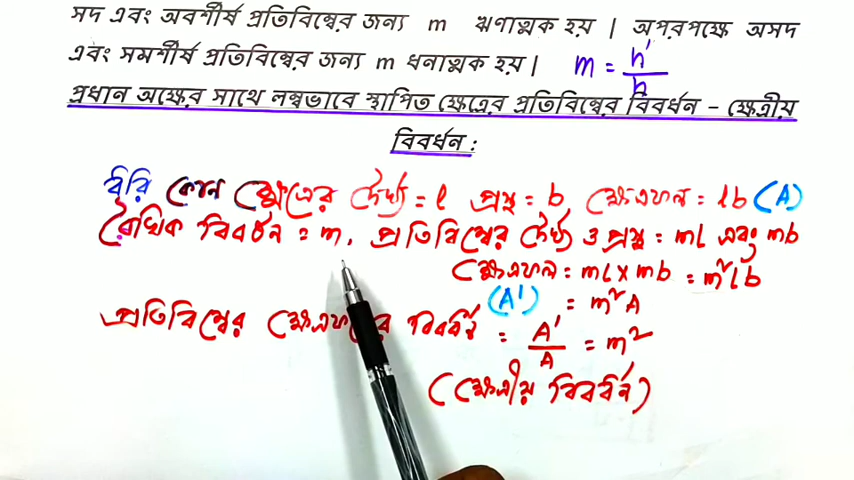 সদ এবং অবশীর্ষ প্রতিবিম্বের জন্য m ঋণাত্মক হয়। অপরপক্ষে অসদ
এবং সমশীর্ষ প্রতিবিম্বের জন্য m ধনাত্মক হয়। m = h'/h
প্রধান অক্ষের সাথে লম্বভাবে স্থাপিত ক্ষেত্রের প্রতিবিম্বের বিবর্ধন – ক্ষেত্রীয়
বিবর্ধন :
ধরি কোন ক্ষেত্রের দৈর্ঘ্য = l প্রস্থ = b, ক্ষেত্রফল = lb (A)
রৈখিক বিবর্ধন = m, প্রতিবিম্বের দৈর্ঘ্য ও প্রস্থ = ml এবং mb
ক্ষেত্রফল = ml x mb = m²lb
(A') = m²A
প্রতিবিম্বের ক্ষেত্রফলের বিবর্ধন = A'/A = m²
(ক্ষেত্রীয় বিবর্ধন)